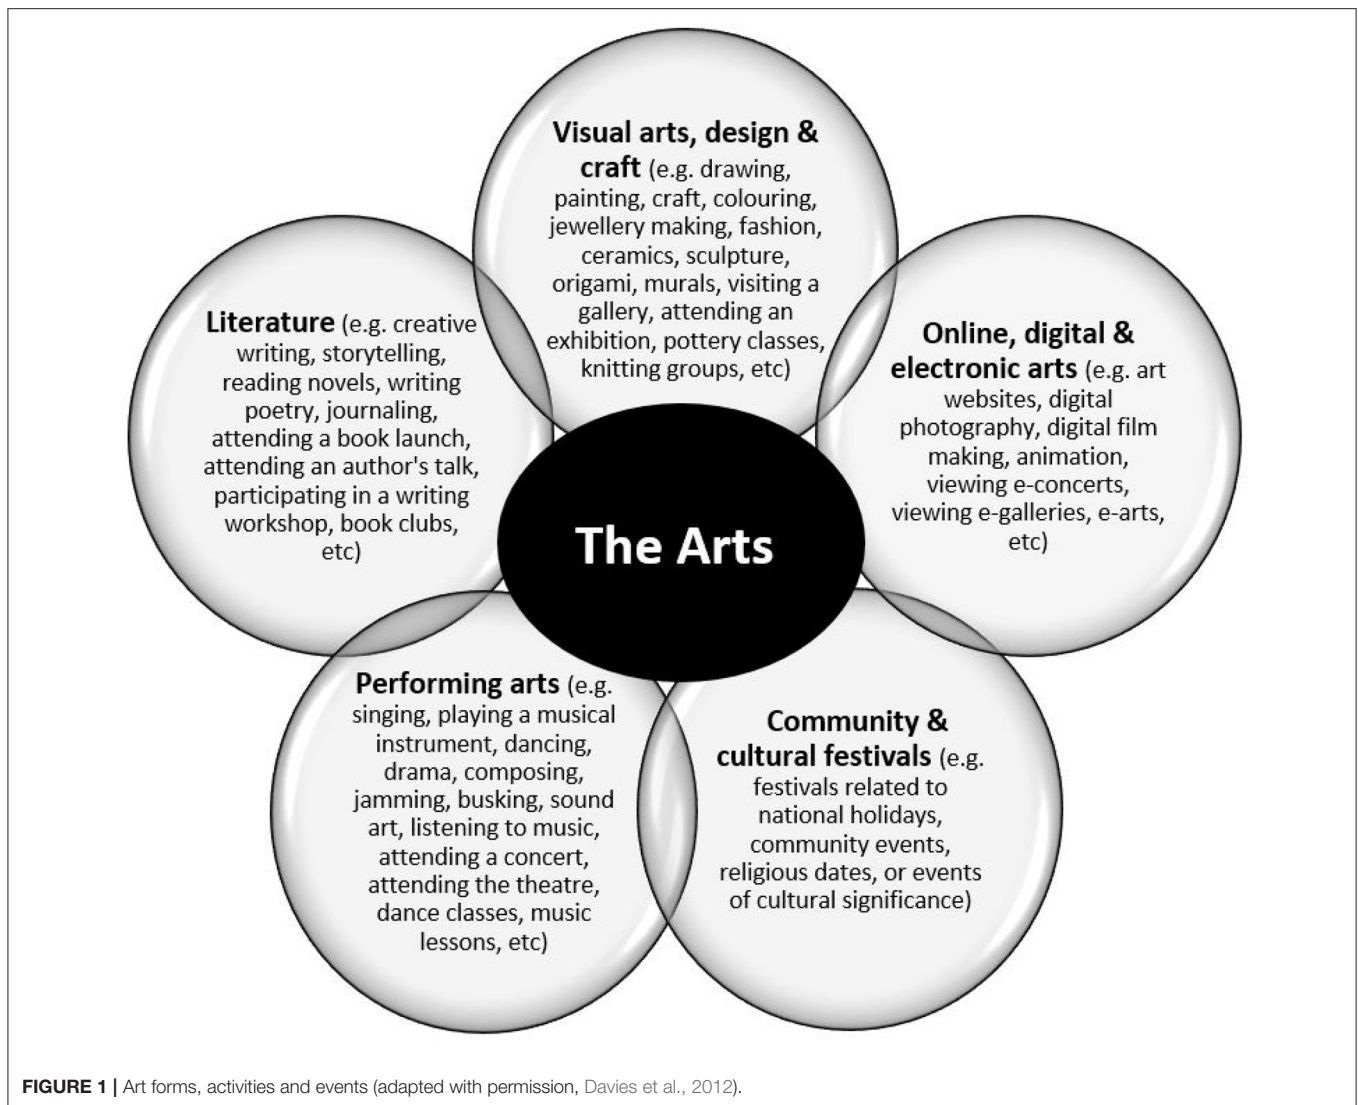 Visual arts, design &
craft (e.g. drawing,
painting, craft, colouring,
jewellery making, fashion,
ceramics, sculpture,
origami, murals, visiting a
gallery, attending an
exhibition, pottery classes,
knitting groups, etc)
Literature (e.g. creative
writing, storytelling,
reading novels, writing
poetry, journaling,
attending a book launch,
attending an author's talk,
participating in a writing
workshop, book clubs,
etc)
Online, digital &
electronic arts (e.g. art
websites, digital
photography, digital film
making, animation,
viewing e-concerts,
viewing e-galleries, e-arts,
etc)
The Arts
Performing arts (e.g.
singing, playing a musical
instrument, dancing,
drama, composing,
jamming, busking, sound
art, listening to music,
attending a concert,
attending the theatre,
dance classes, music
lessons, etc)
Community &
cultural festivals (e.g.
festivals related to
national holidays,
community events,
religious dates, or events
of cultural significance)
FIGURE 1 | Art forms, activities and events (adapted with permission, Davies et al., 2012).